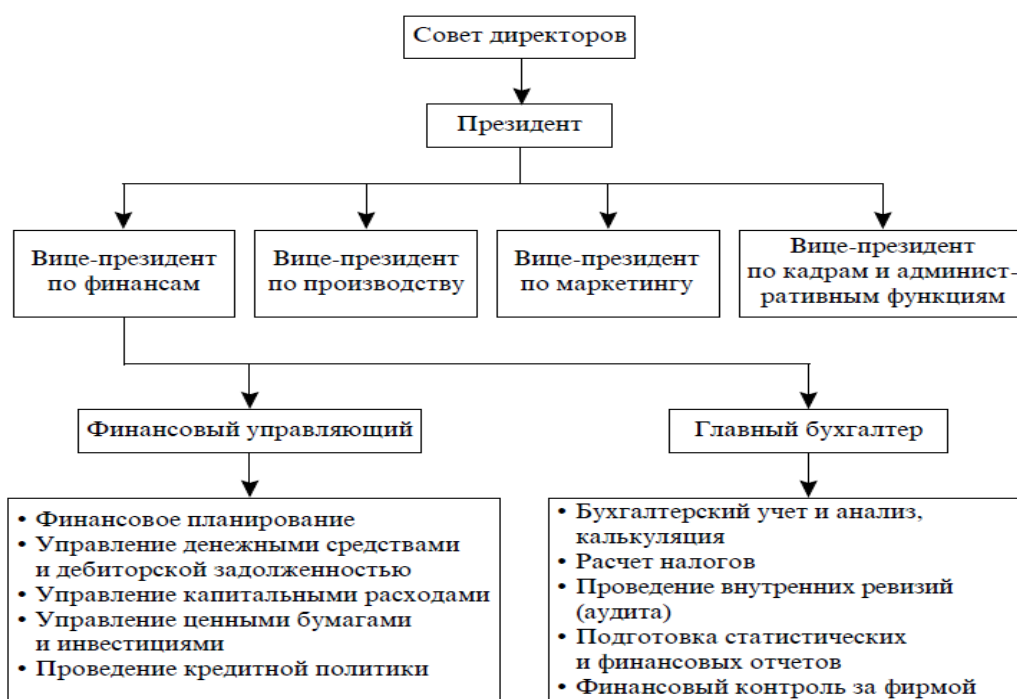 Совет директоров
Президент
Вице-президент
по финансам
Вице-президент
по производству
Вице-президент
по маркетингу
Вице-президент
по кадрам и админист-
ративным функциям
Финансовый управляющий
Главный бухгалтер
• Финансовое планирование
• Управление денежными средствами
и дебиторской задолженностью
• Управление капитальными расходами
• Управление ценными бумагами
и инвестициями
• Проведение кредитной политики
• Бухгалтерский учет и анализ,
калькуляция
• Расчет налогов
• Проведение внутренних ревизий
(аудита)
• Подготовка статистических
и финансовых отчетов
• Финансовый контроль за фирмой